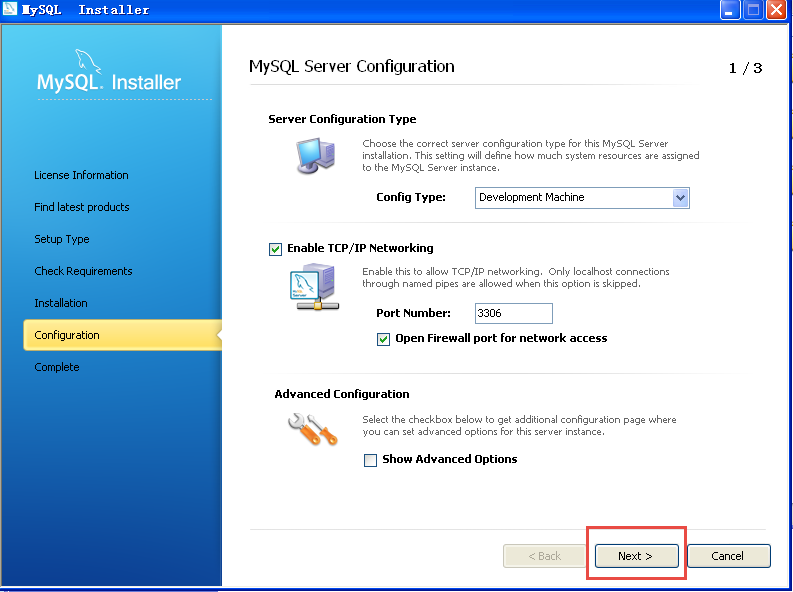 MySQL Installer
MySQL Installer
License Information
Find latest products
Setup Type
Check Requirements
Installation
Configuration
Complete
MySQL Server Configuration
1 / 3
Server Configuration Type
Choose the correct server configuration type for this MySQL Server
installation. This setting will define how much system resources are assigned
to the MySQL Server instance.
Config Type: Development Machine
Enable TCP/IP Networking
Enable this to allow TCP/IP networking. Only localhost connections
through named pipes are allowed when this option is skipped.
Port Number: 3306
Open Firewall port for network access
Advanced Configuration
Select the checkbox below to get additional configuration page where
you can set advanced options for this server instance.
Show Advanced Options
< Back Next > Cancel